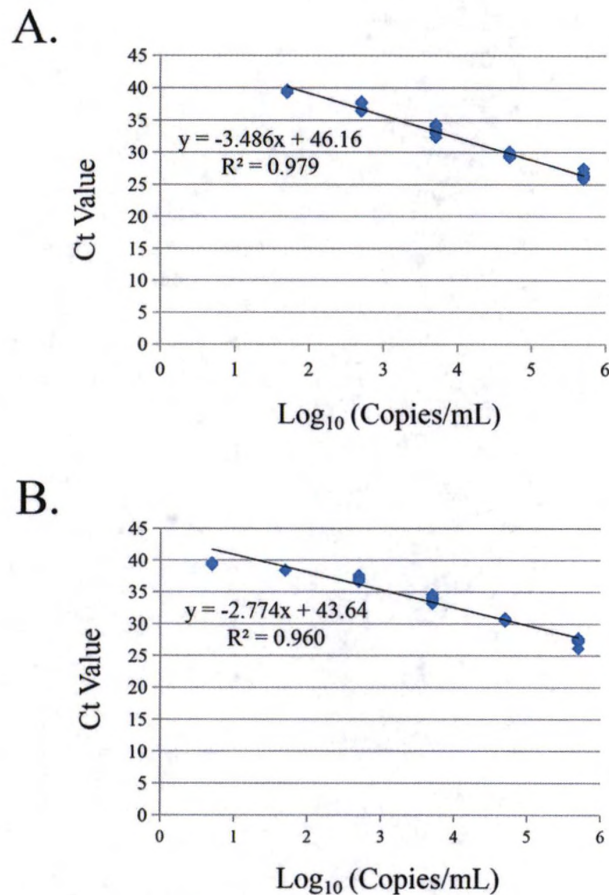 A.
45
40
35
30
25
20
15
10
5
0
Ct Value
y = -3.486x + 46.16
R² = 0.979
0 1 2 3 4 5 6
Log₁₀ (Copies/mL)
B.
45
40
35
30
25
20
15
10
5
0
Ct Value
y = -2.774x + 43.64
R² = 0.960
0 1 2 3 4 5 6
Log₁₀ (Copies/mL)